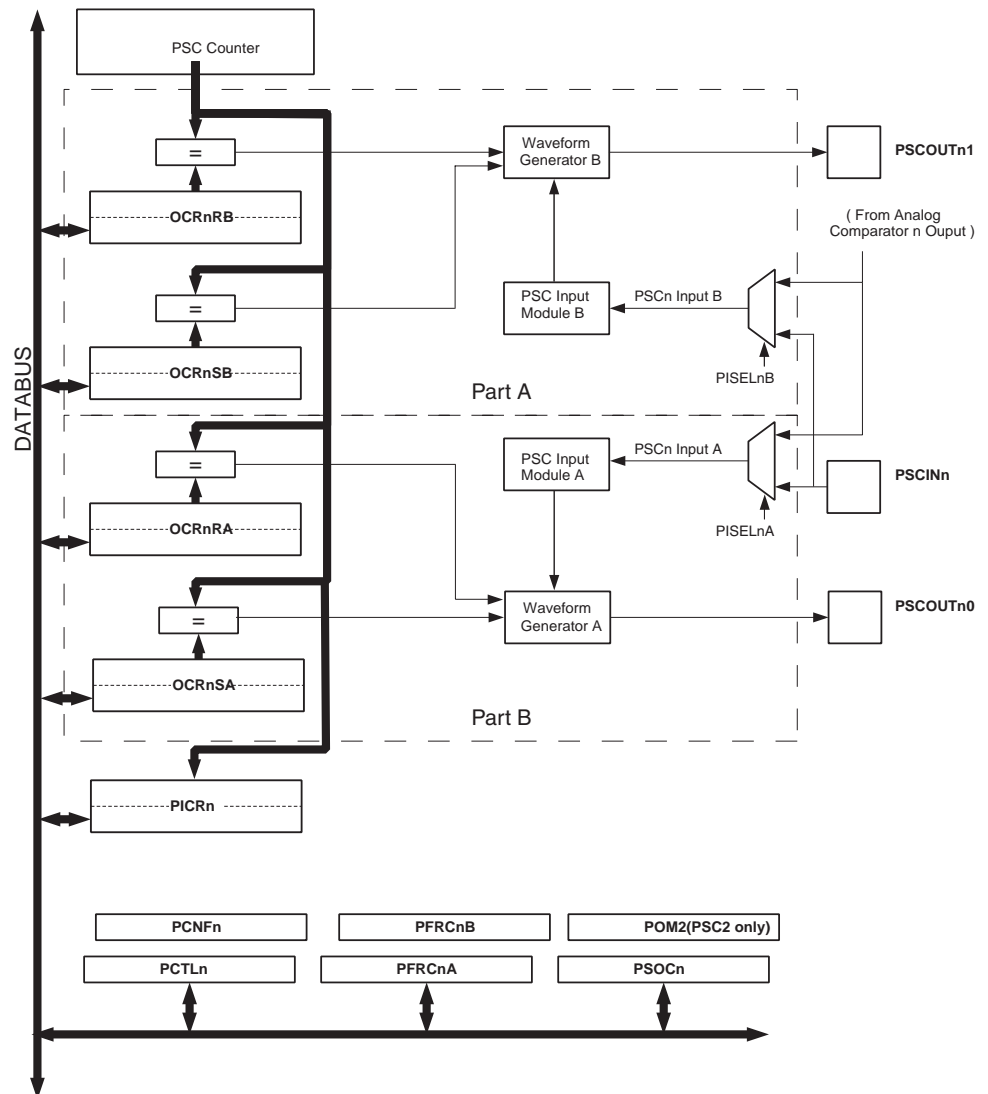 PSC Counter
=
Waveform
Generator B
PSCOUTn1
OCRnRB
( From Analog
Comparator n Ouput )
=
PSC Input
Module B
PSCn Input B
OCRnSB
PISELnB
DATABUS
Part A
=
PSC Input
Module A
PSCn Input A
PSCINn
OCRnRA
PISELnA
=
Waveform
Generator A
PSCOUTn0
OCRnSA
Part B
PICRn
PCNFn
PFRCnB
POM2(PSC2 only)
PCTLn
PFRCnA
PSOCn